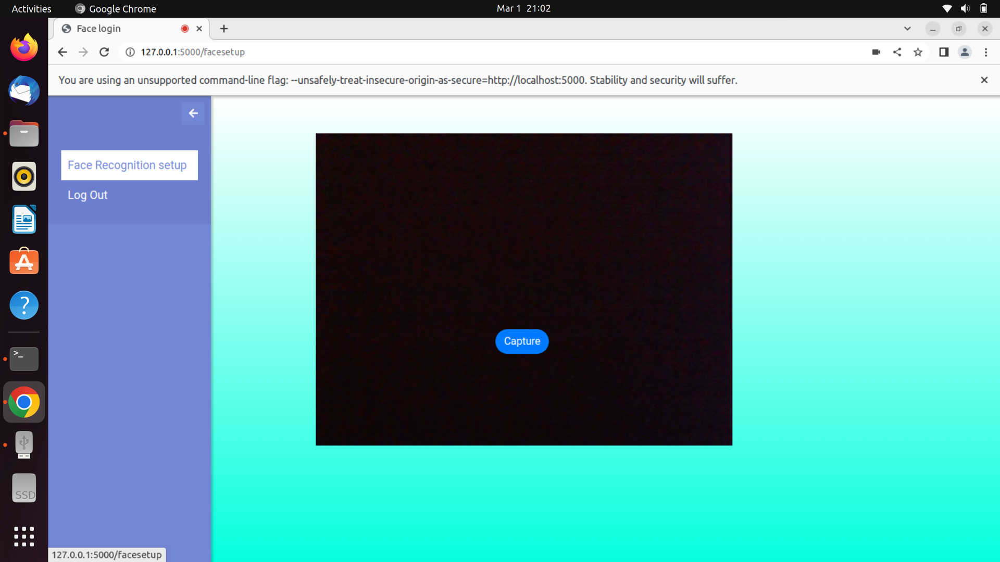 Activities
Google Chrome
Mar 1 21:02
Face login
127.0.0.1:5000/facesetup
You are using an unsupported command-line flag: --unsafely-treat-insecure-origin-as-secure=http://localhost:5000. Stability and security will suffer.
Face Recognition setup
Log Out
Capture
SSD
127.0.0.1:5000/facesetup